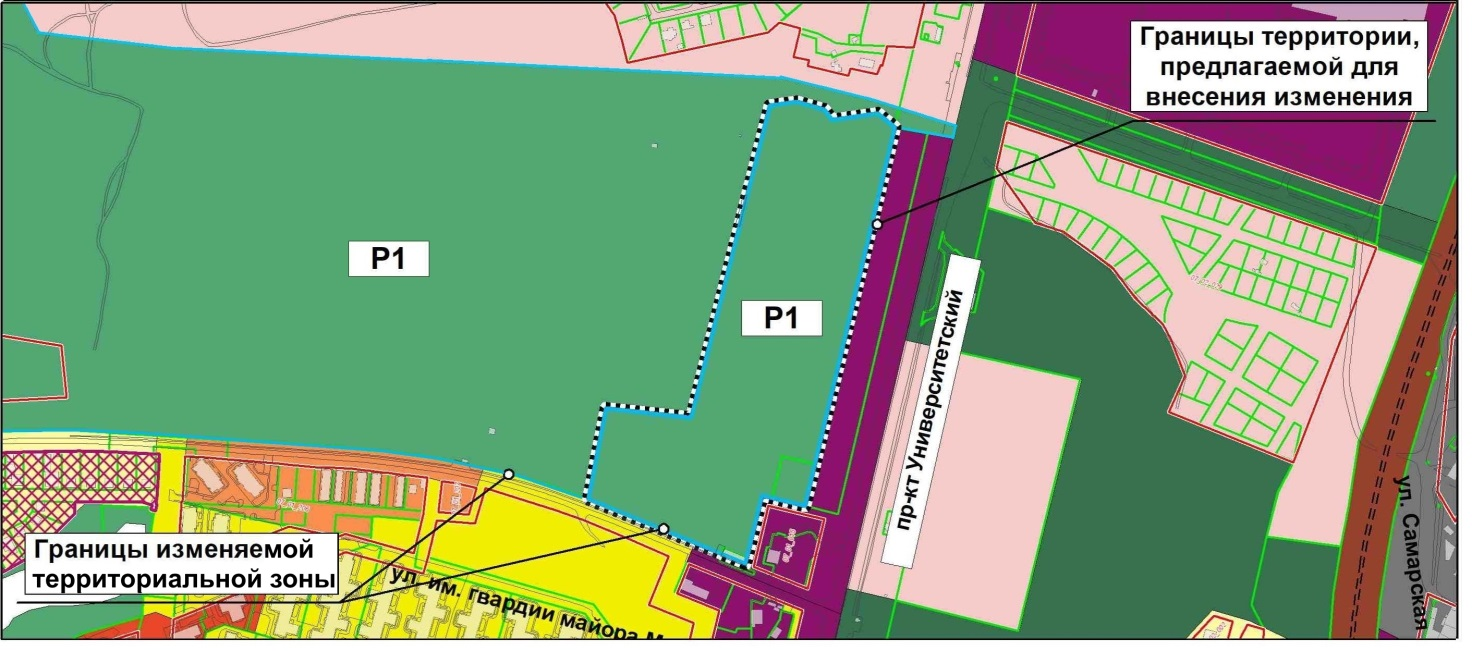 Границы территории,
предлагаемой для
внесения изменения
Р1
Р1
пр-кт Университетский
ул. Самарская
Границы изменяемой
территориальной зоны
ул. им. гвардии майора